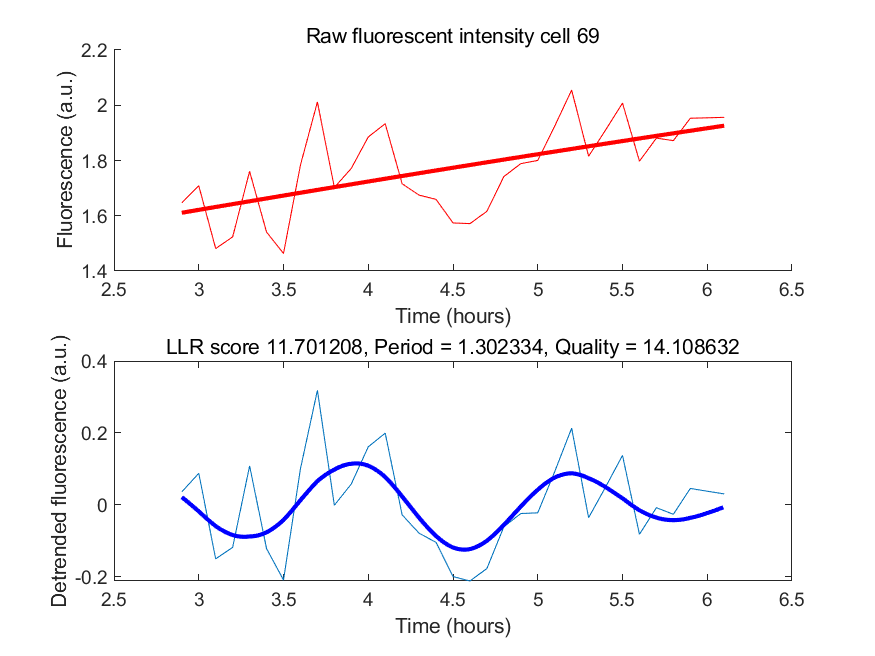 Raw fluorescent intensity cell 69
Fluorescence (a.u.)
2.2
2
1.8
1.6
1.4
2.5 3 3.5 4 4.5 5 5.5 6 6.5
Time (hours)
LLR score 11.701208, Period = 1.302334, Quality = 14.108632
Detrended fluorescence (a.u.)
0.4
0.2
0
-0.2
2.5 3 3.5 4 4.5 5 5.5 6 6.5
Time (hours)